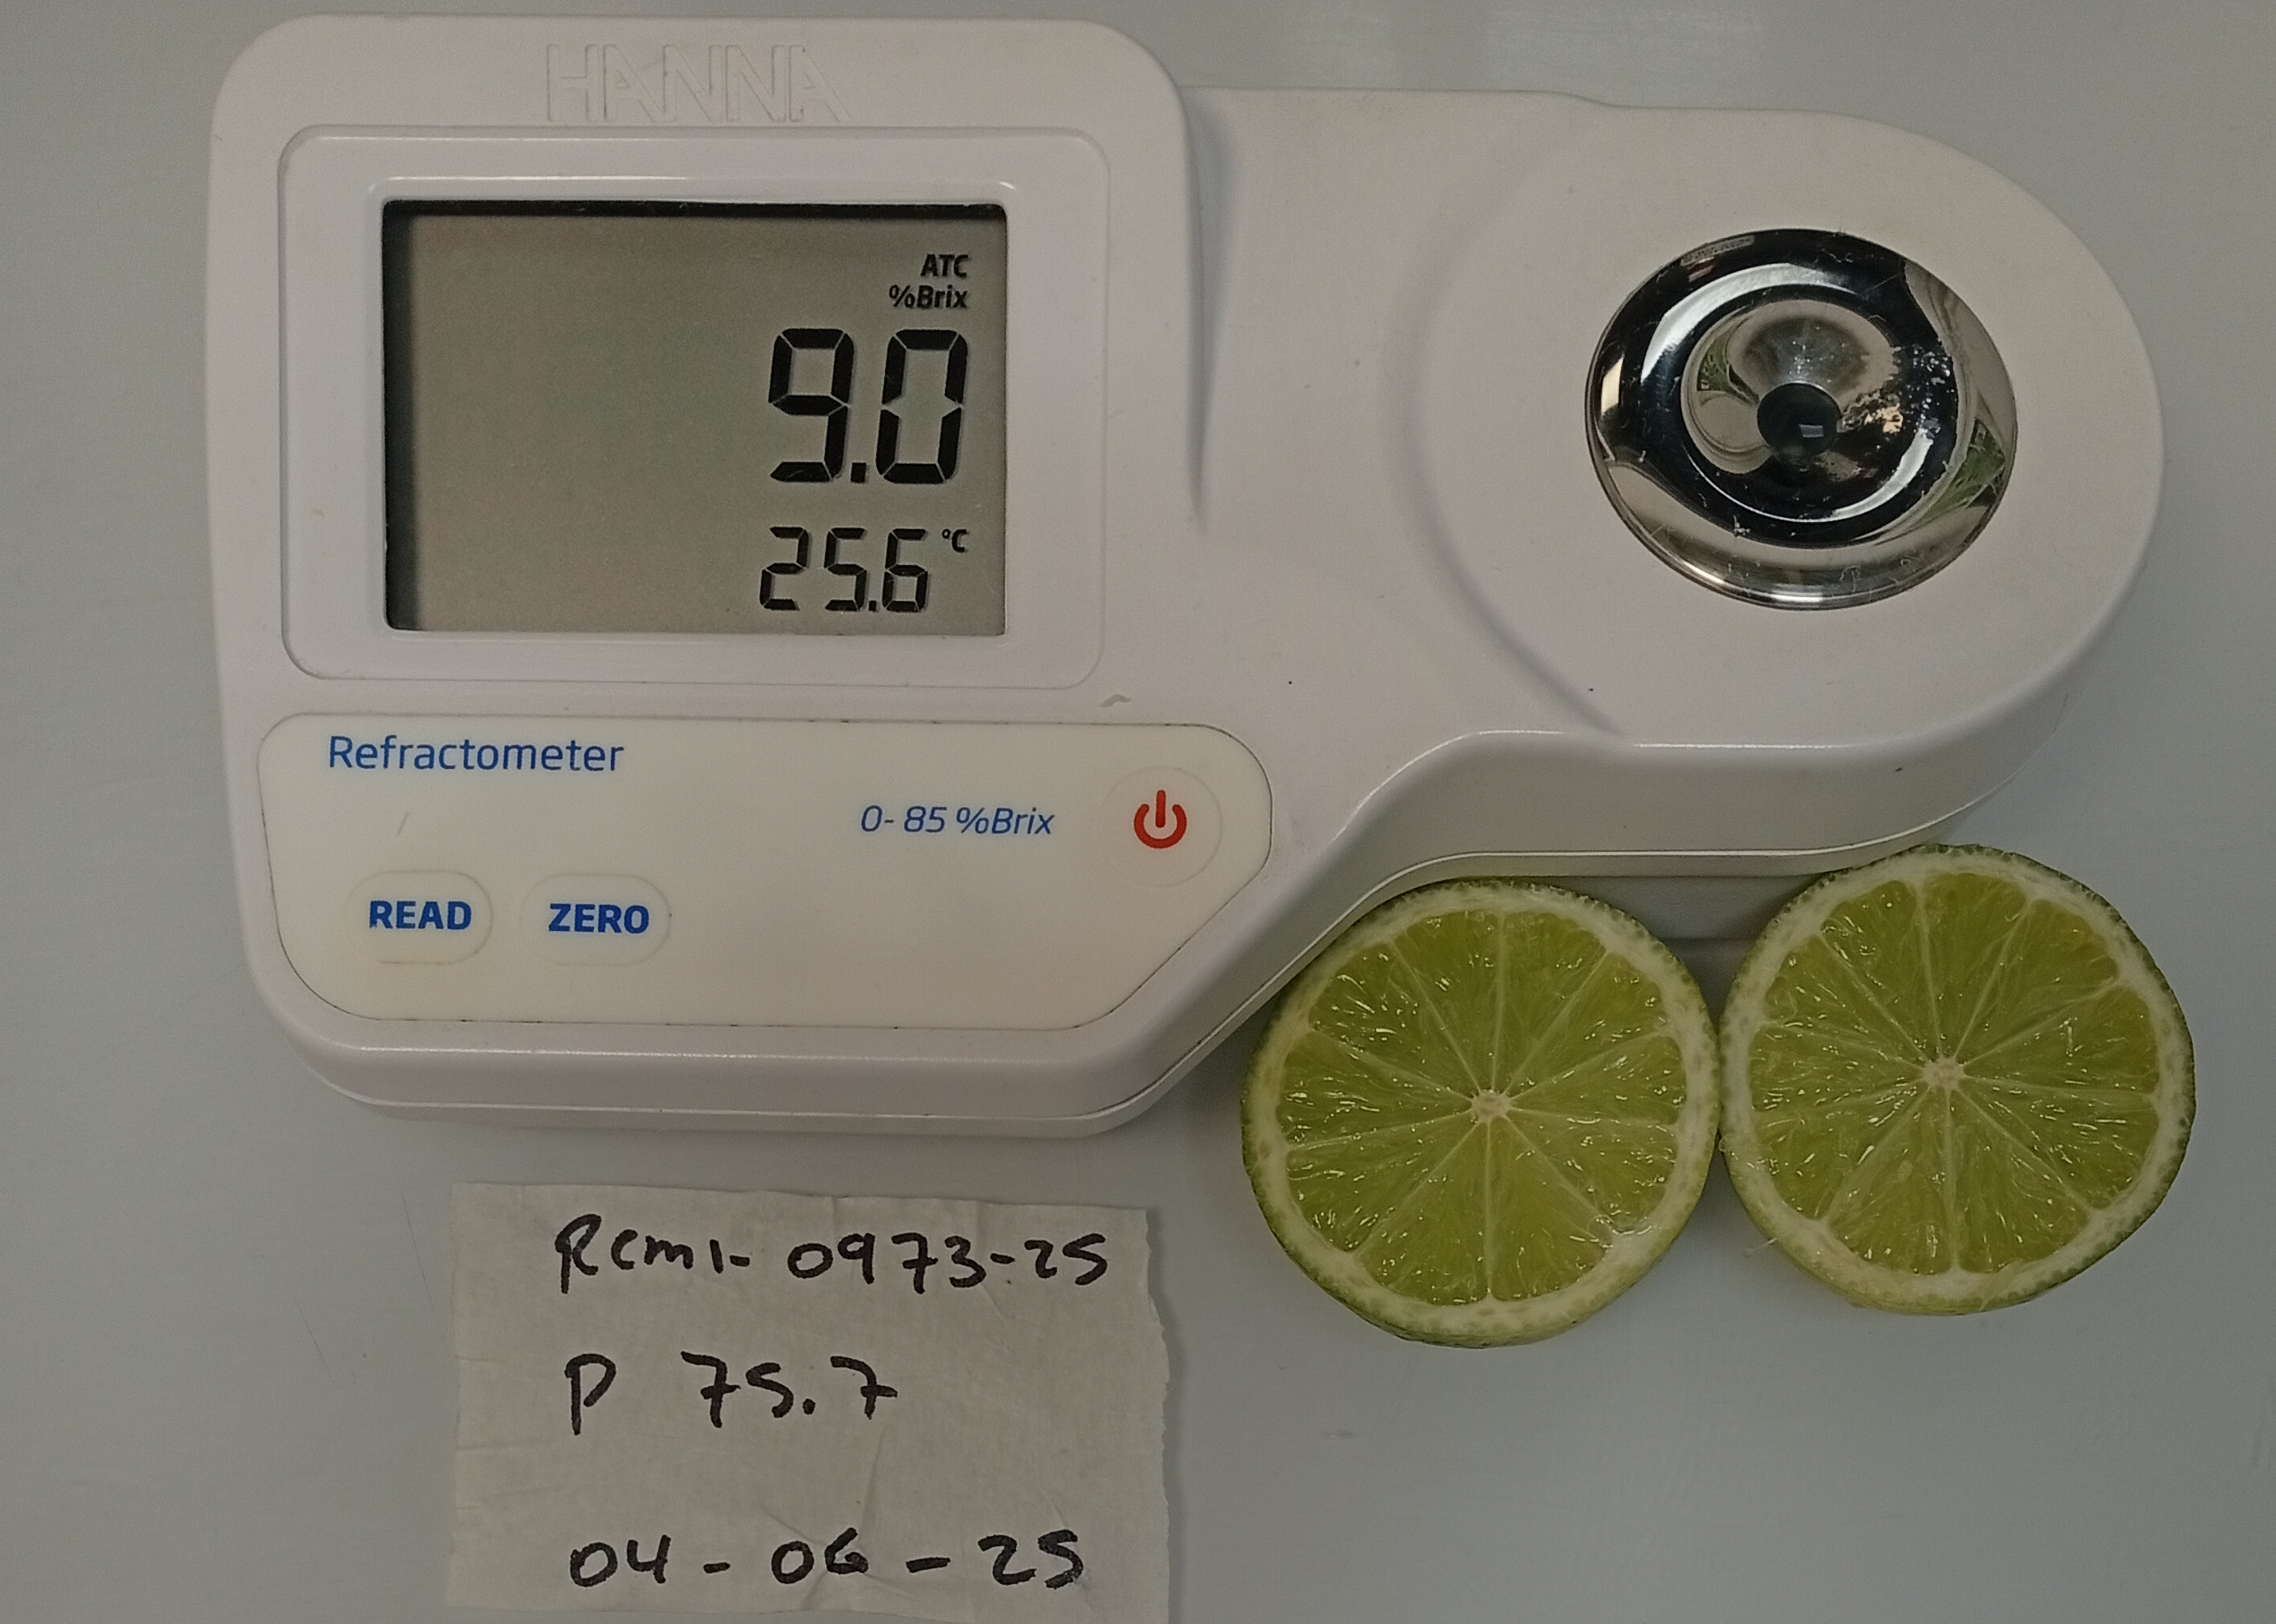 HANNA
ATC
%Brix
9.0
25.6 °C
Refractometer
0-85 %Brix
READ ZERO
RCM1-0973-25
P 75.7
04-06-25